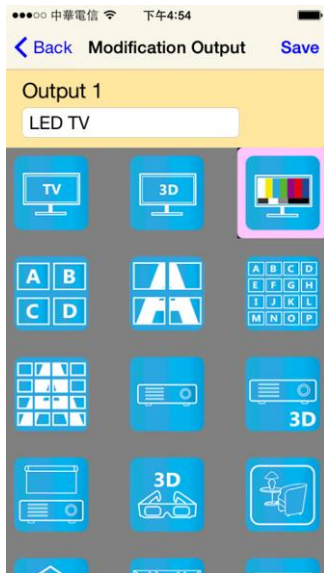 中華電信 下午4:54
Back Modification Output Save
Output 1
LED TV
TV 3D
A B
C D
A B C D
E F G H
I J K L
M N O P
3D
3D